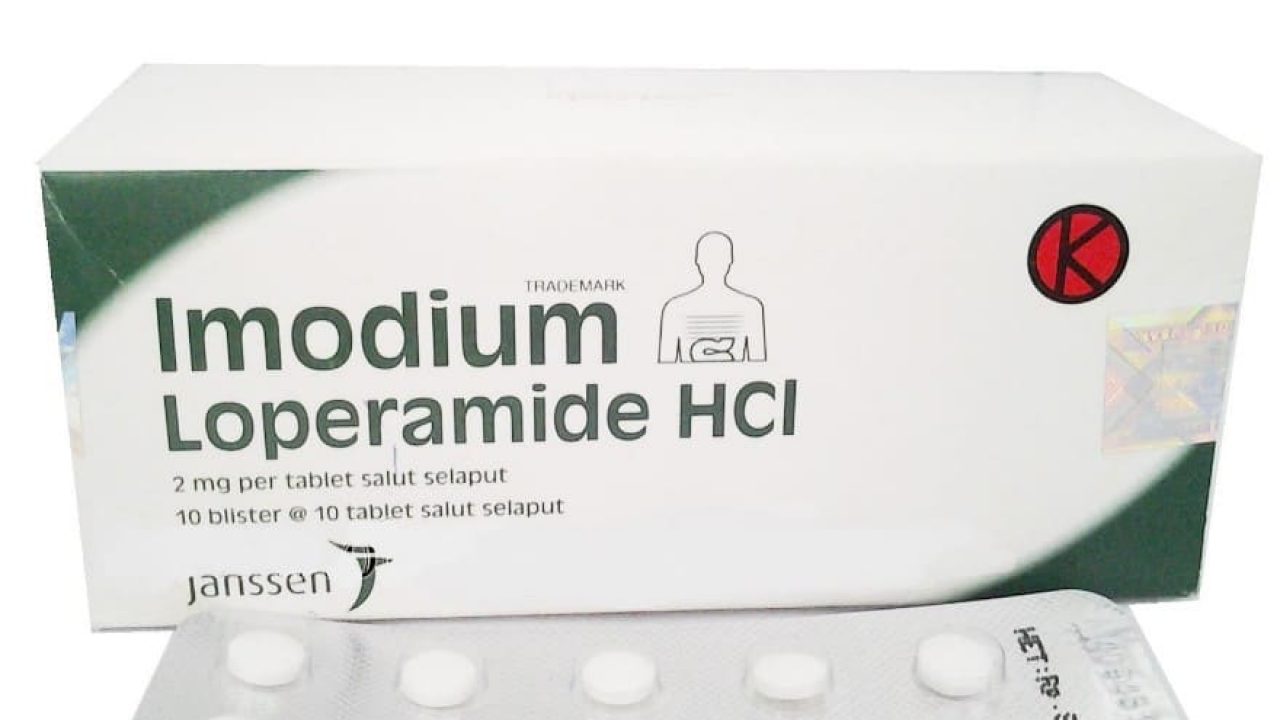 TRADEMARK
Imodium
Loperamide HCl
2 mg per tablet salut selaput
10 blister @ 10 tablet salut selaput
janssen
K